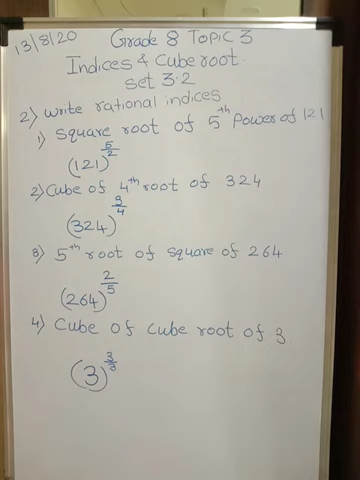 13/8/20 Grade 8 Topic 3
Indices & Cube root.
Set 3.2
2) Write rational indices
1) Square root of 5th Power of 121
(121)^5/2
2) Cube of 4th root of 324
(324)^3/4
3) 5th root of square of 264
(264)^2/5
4) Cube of Cube root of 3
(3)^3/3